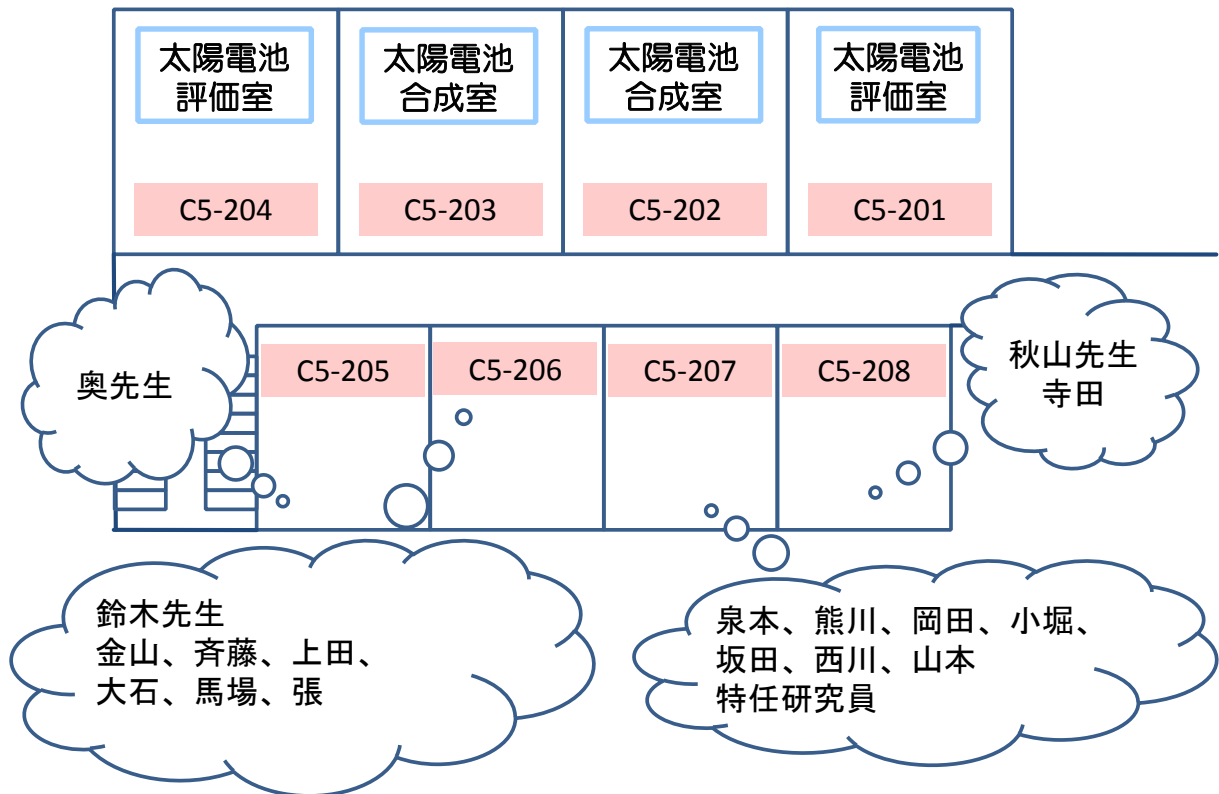 太陽電池
評価室
太陽電池
合成室
太陽電池
合成室
太陽電池
評価室
C5-204
C5-203
C5-202
C5-201
奥先生
C5-205
C5-206
C5-207
C5-208
秋山先生
寺田
鈴木先生
金山、斉藤、上田、
大石、馬場、張
泉本、熊川、岡田、小堀、
坂田、西川、山本
特任研究員